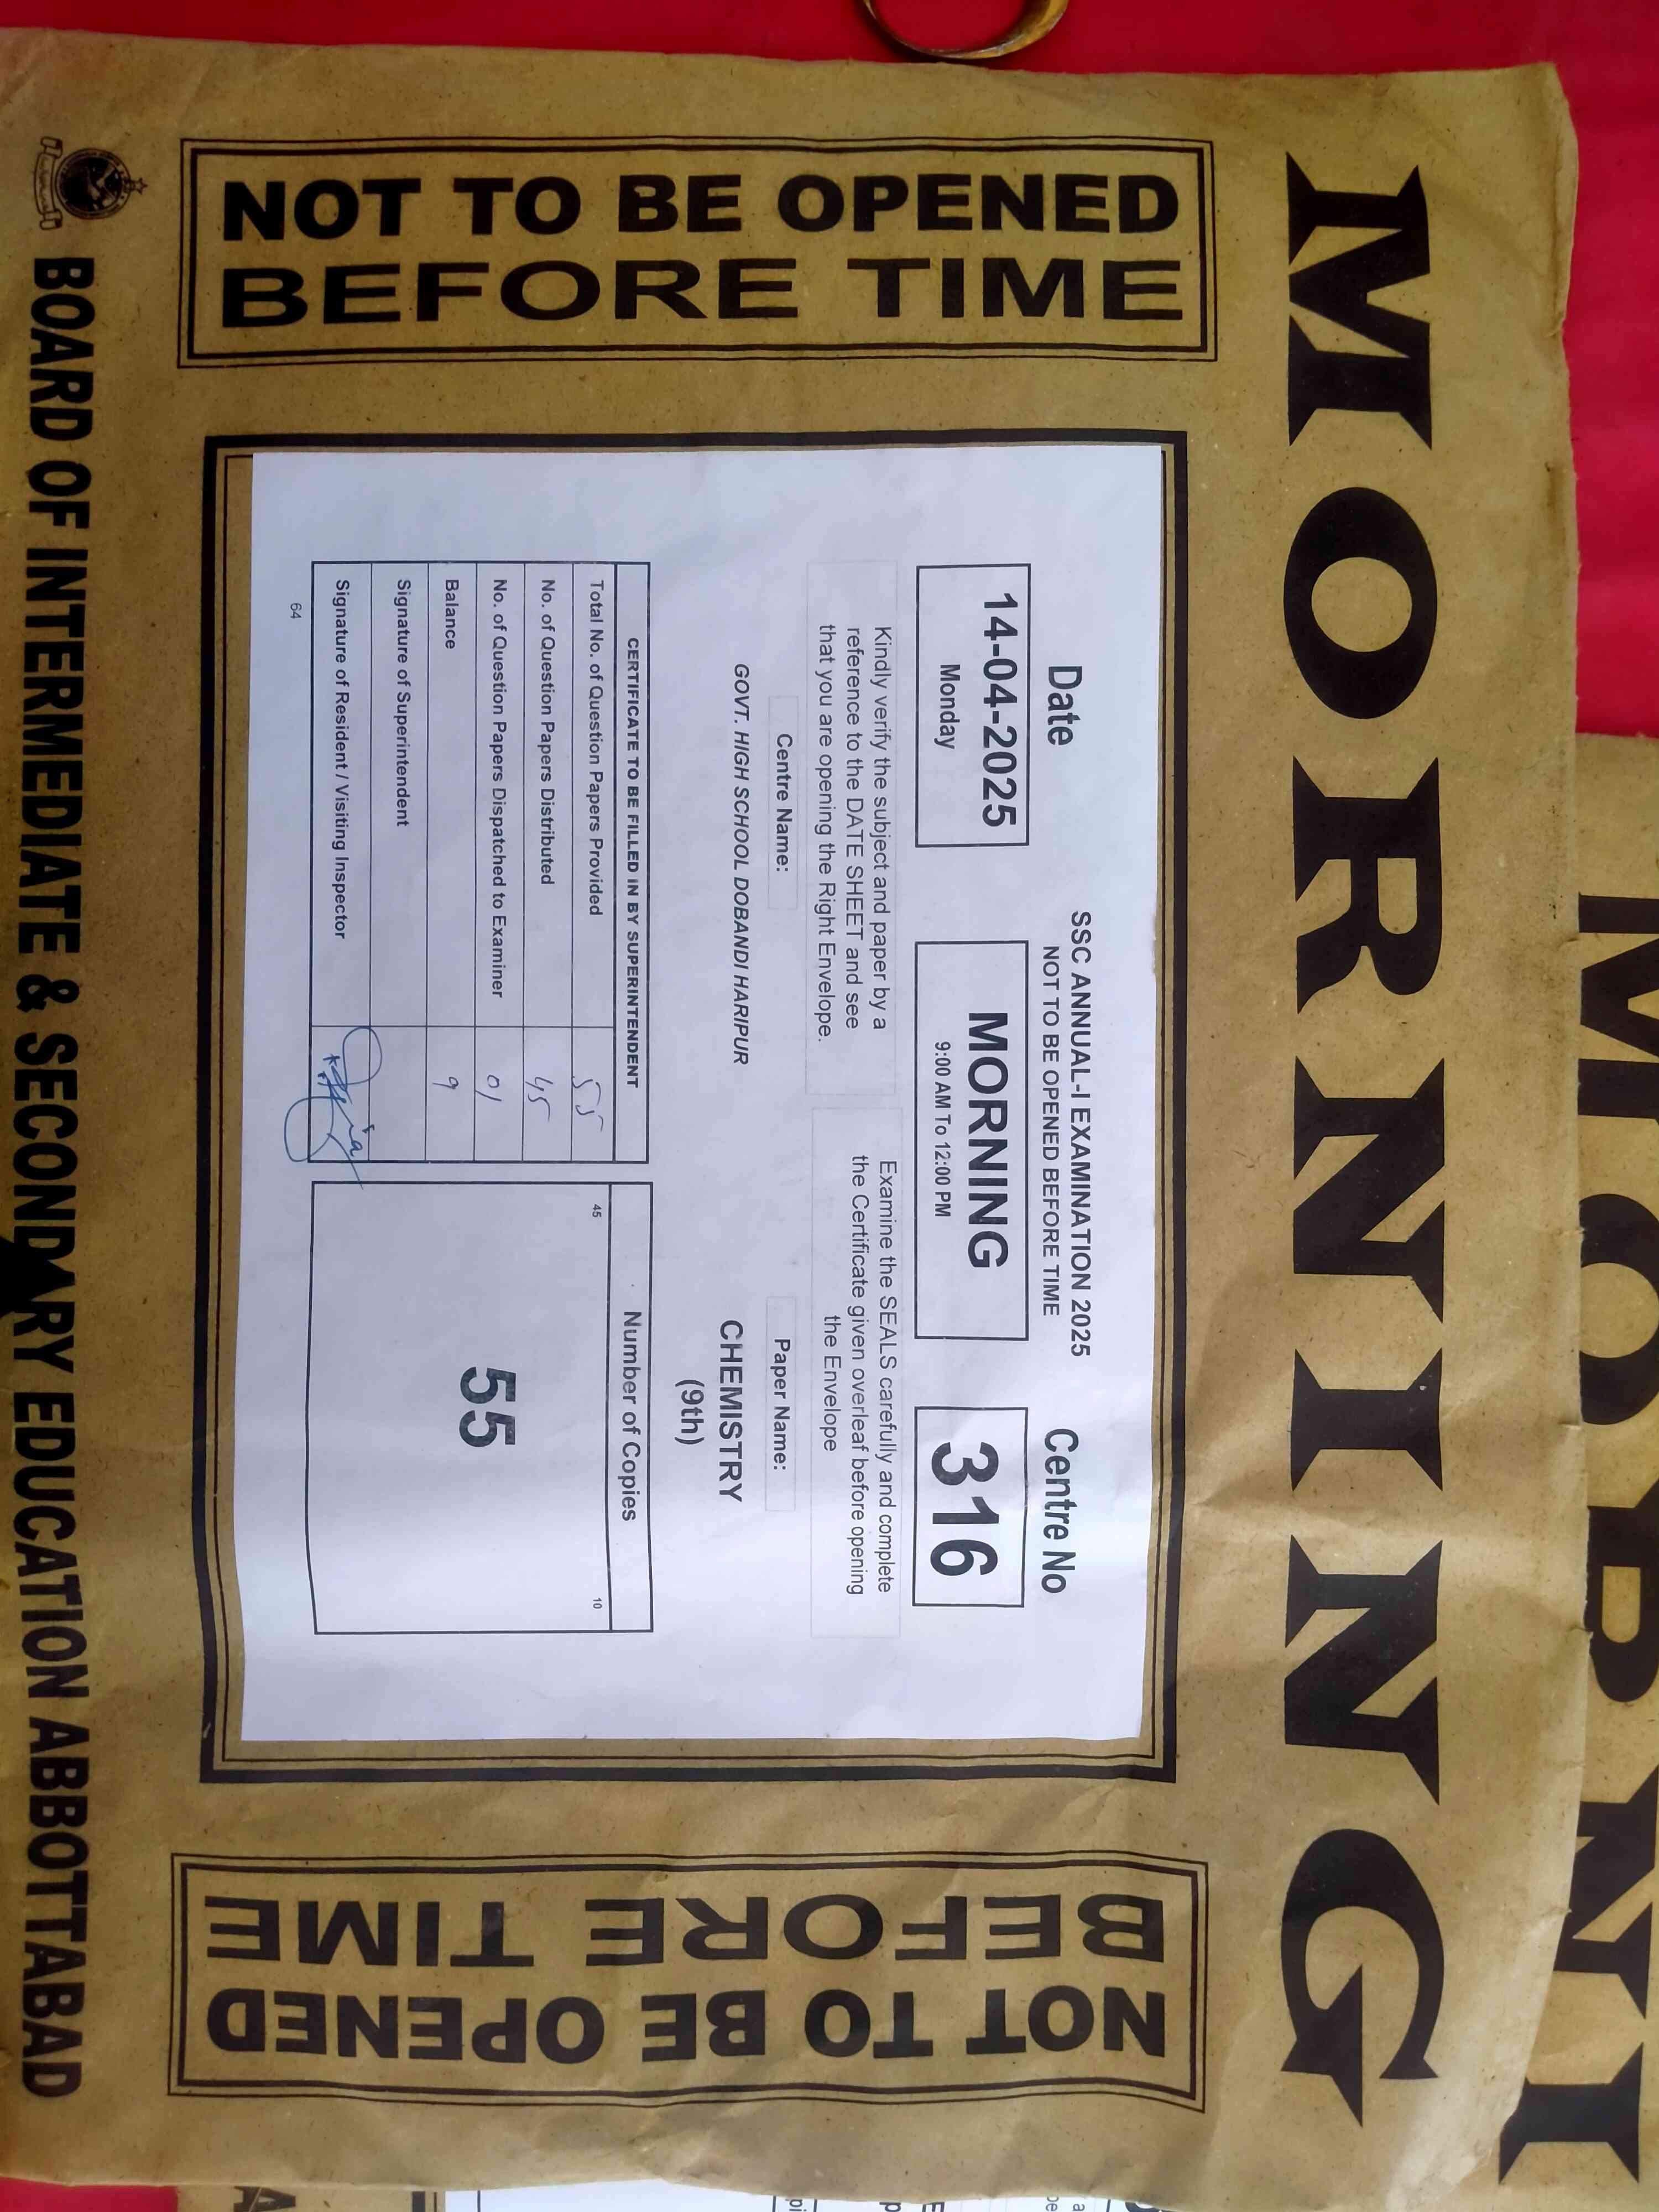 MORNING
NOT TO BE OPENED
BEFORE TIME
SSC ANNUAL-I EXAMINATION 2025
NOT TO BE OPENED BEFORE TIME
Date
Centre No
14-04-2025
Monday
MORNING
9:00 AM To 12:00 PM
316
Kindly verify the subject and paper by a
reference to the DATE SHEET and see
that you are opening the Right Envelope.
Examine the SEALS carefully and complete
the Certificate given overleaf before opening
the Envelope
Centre Name:
Paper Name:
GOVT. HIGH SCHOOL DOBANDI HARIPUR
CHEMISTRY
(9th)
CERTIFICATE TO BE FILLED IN BY SUPERINTENDENT
Total No. of Question Papers Provided 55
No. of Question Papers Distributed 45
No. of Question Papers Dispatched to Examiner 01
Balance 9
Signature of Superintendent
Signature of Resident / Visiting Inspector
64
Number of Copies
45 10
55
NOT TO BE OPENED
BEFORE TIME
BOARD OF INTERMEDIATE & SECONDARY EDUCATION ABBOTTABAD
MORNI